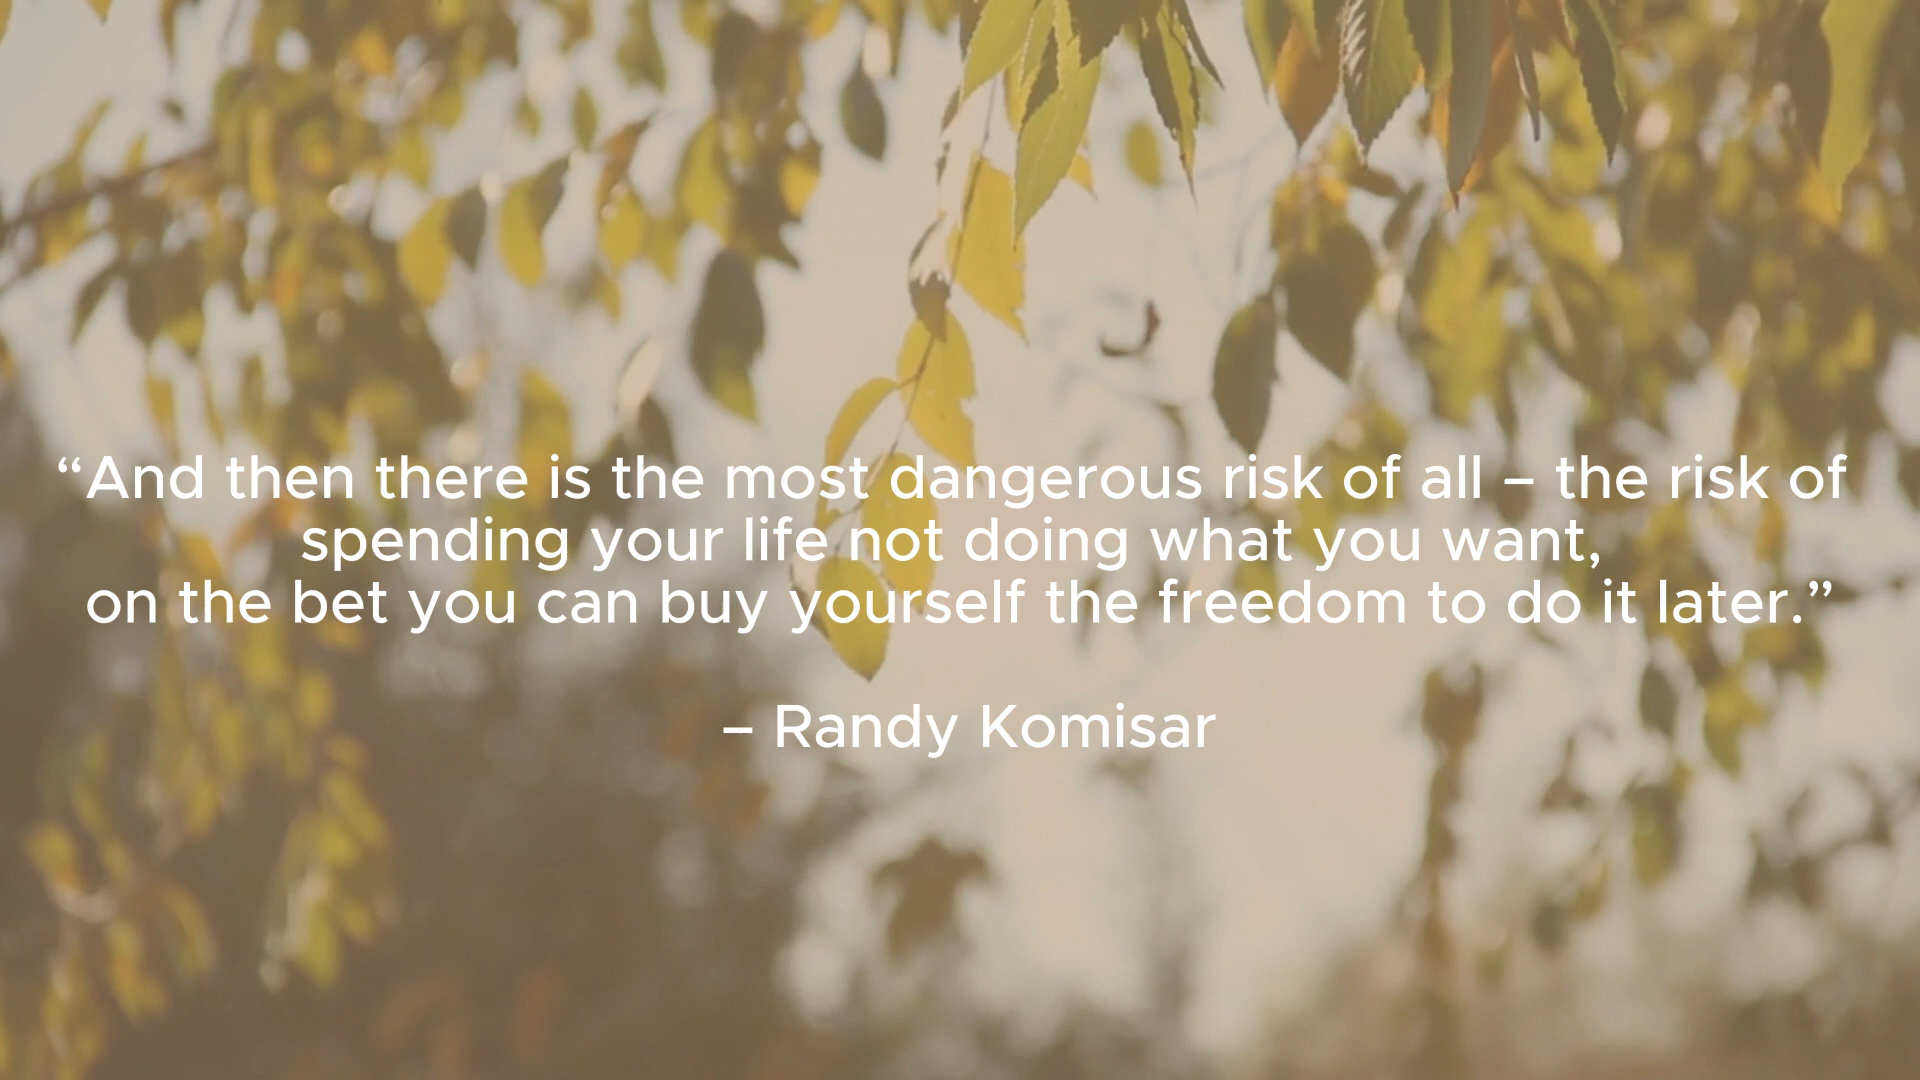 “And then there is the most dangerous risk of all – the risk of
spending your life not doing what you want,
on the bet you can buy yourself the freedom to do it later.”
– Randy Komisar